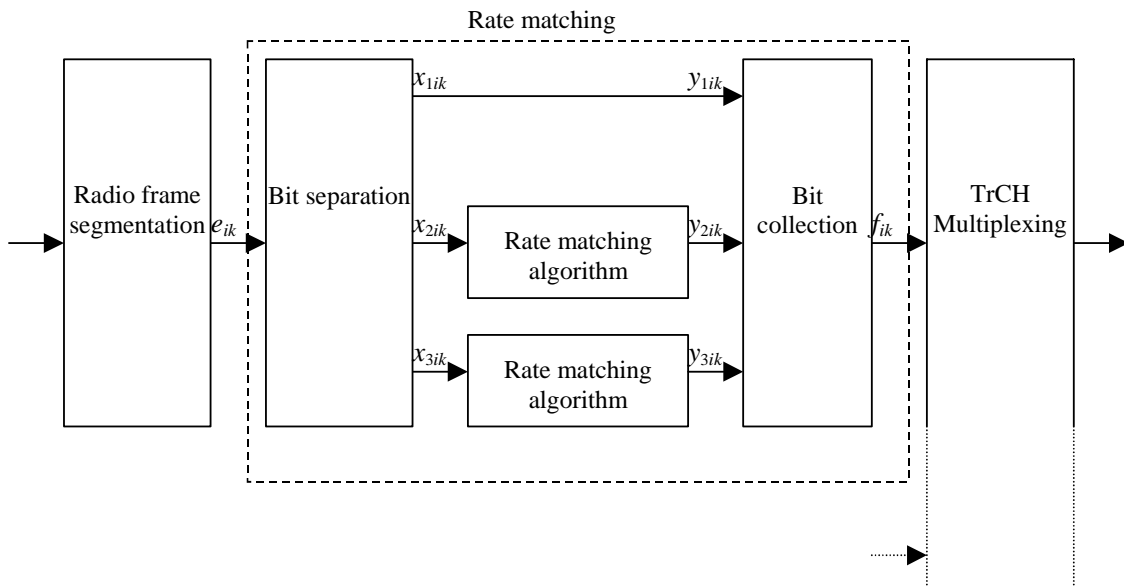 Rate matching
x1ik
y1ik
Radio frame
segmentation
eik
Bit separation
x2ik
Rate matching
algorithm
y2ik
Bit
collection
fik
TrCH
Multiplexing
x3ik
Rate matching
algorithm
y3ik